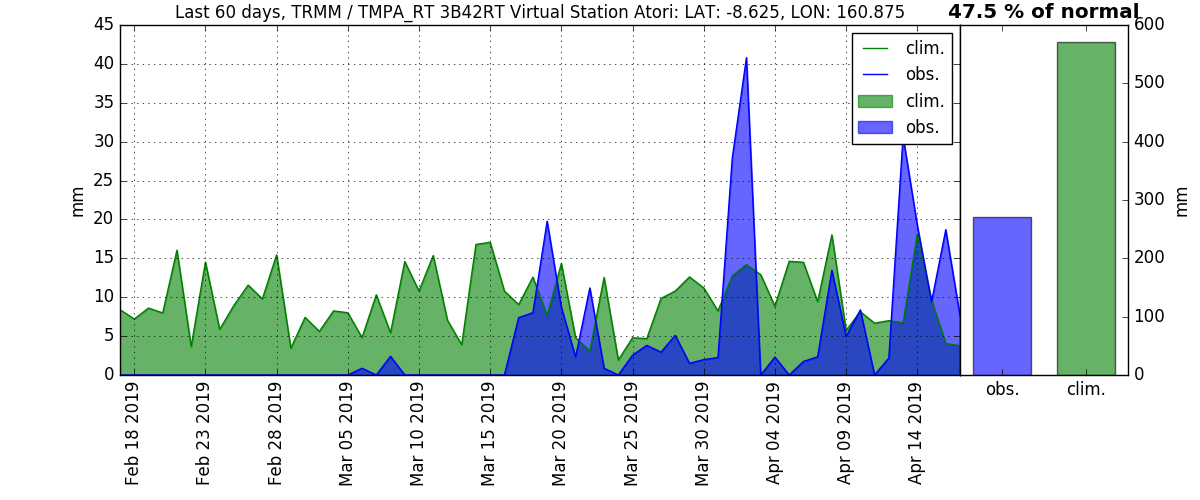 Last 60 days, TRMM / TMPA_RT 3B42RT Virtual Station Atori: LAT: -8.625, LON: 160.875
47.5 % of normal
mm
45
40
35
30
25
20
15
10
5
0
clim.
obs.
clim.
obs.
Feb 18 2019
Feb 23 2019
Feb 28 2019
Mar 05 2019
Mar 10 2019
Mar 15 2019
Mar 20 2019
Mar 25 2019
Mar 30 2019
Apr 04 2019
Apr 09 2019
Apr 14 2019
600
500
400
300
200
100
0
mm
obs.
clim.